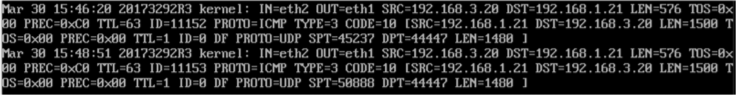 Mar 30 15:46:20 20173292R3 kernel: IN=eth2 OUT=eth1 SRC=192.168.3.20 DST=192.168.1.21 LEN=576 TOS=0x
00 PREC=0xC0 TTL=63 ID=11152 PROTO=ICMP TYPE=3 CODE=10 [SRC=192.168.1.21 DST=192.168.3.20 LEN=1500 T
OS=0x00 PREC=0x00 TTL=1 ID=0 DF PROTO=UDP SPT=45237 DPT=44447 LEN=1480 ]
Mar 30 15:48:51 20173292R3 kernel: IN=eth2 OUT=eth1 SRC=192.168.3.20 DST=192.168.1.21 LEN=576 TOS=0x
00 PREC=0xC0 TTL=63 ID=11153 PROTO=ICMP TYPE=3 CODE=10 [SRC=192.168.1.21 DST=192.168.3.20 LEN=1500 T
OS=0x00 PREC=0x00 TTL=1 ID=0 DF PROTO=UDP SPT=50888 DPT=44447 LEN=1480 ]